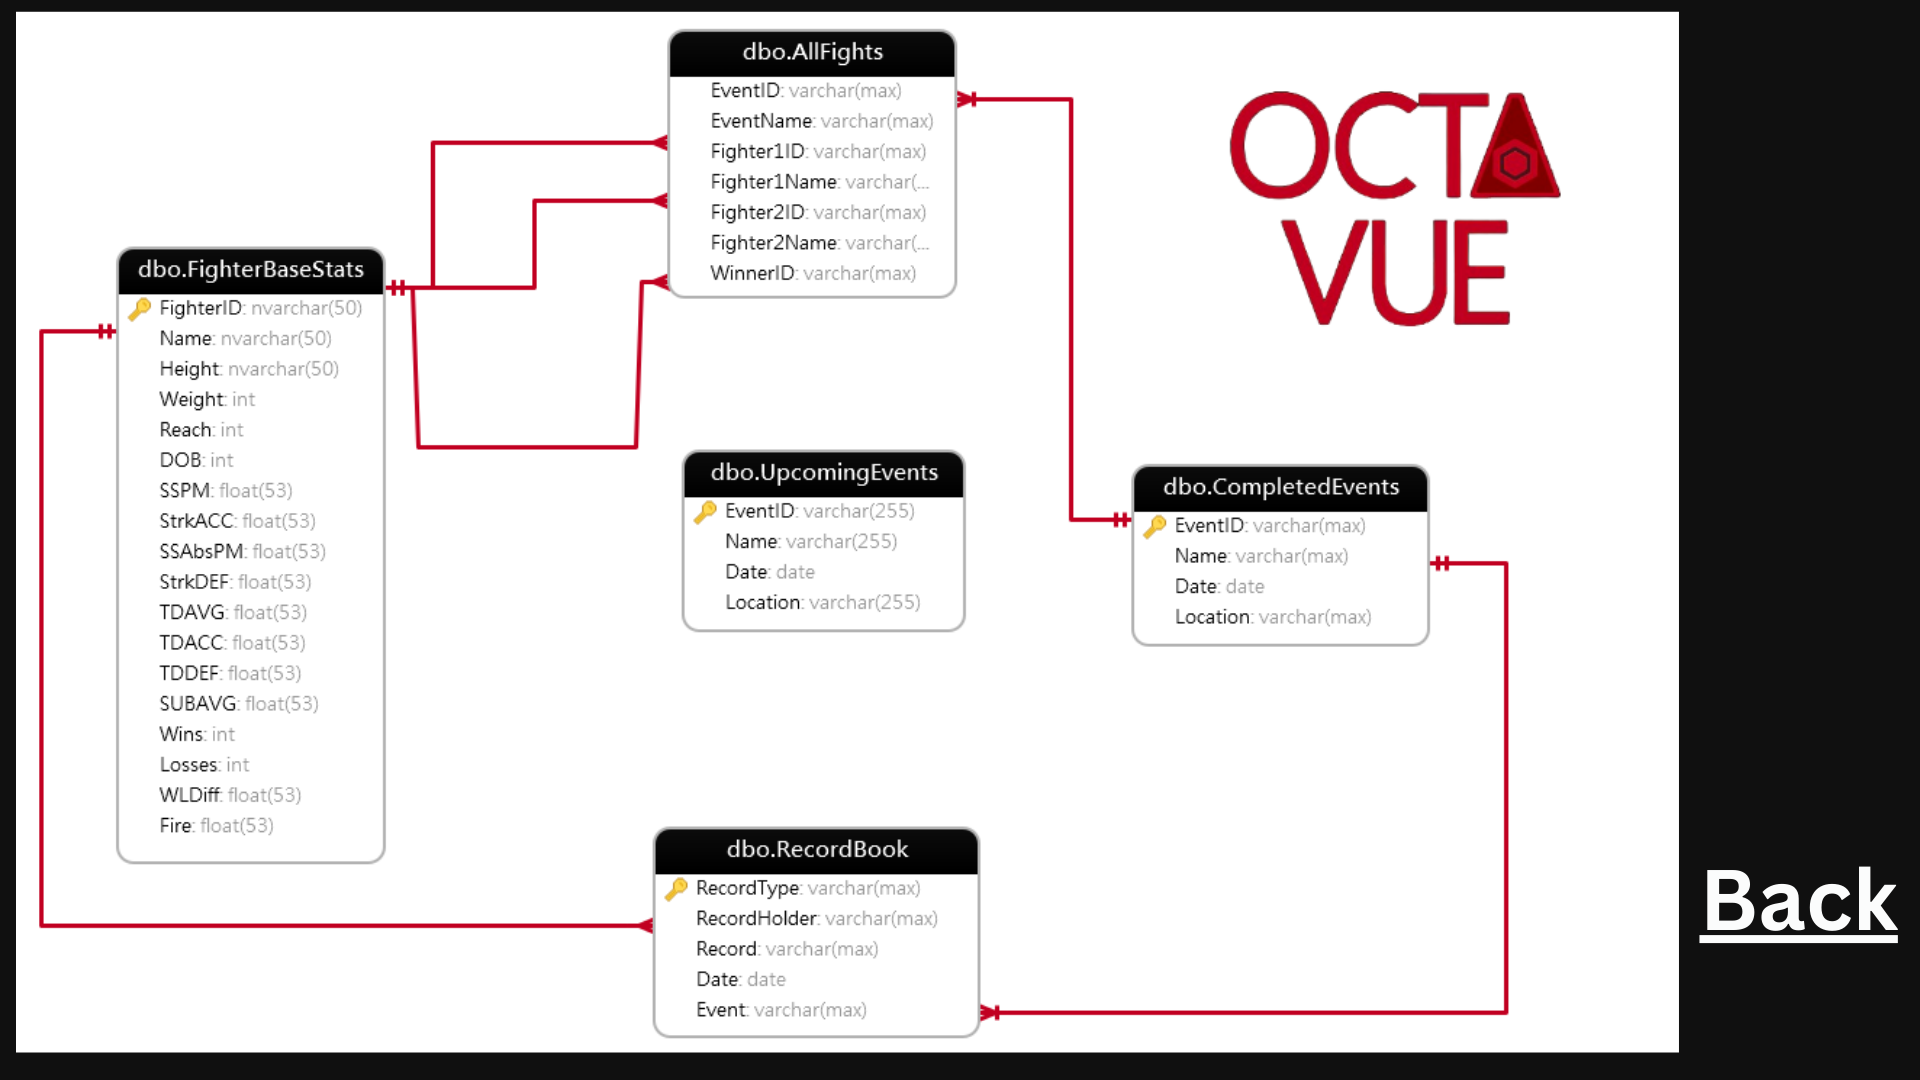 dbo.AllFights
EventID: varchar(max)
EventName: varchar(max)
Fighter1ID: varchar(max)
Fighter1Name: varchar(...
Fighter2ID: varchar(max)
Fighter2Name: varchar(...
WinnerID: varchar(max)
OCTA
VUE
dbo.FighterBaseStats
FighterID: nvarchar(50)
Name: nvarchar(50)
Height: nvarchar(50)
Weight: int
Reach: int
DOB: int
SSPM: float(53)
StrkACC: float(53)
SSAbsPM: float(53)
StrkDEF: float(53)
TDAVG: float(53)
TDACC: float(53)
TDDEF: float(53)
SUBAVG: float(53)
Wins: int
Losses: int
WLDiff: float(53)
Fire: float(53)
dbo.UpcomingEvents
EventID: varchar(255)
Name: varchar(255)
Date: date
Location: varchar(255)
dbo.CompletedEvents
EventID: varchar(max)
Name: varchar(max)
Date: date
Location: varchar(max)
dbo.RecordBook
RecordType: varchar(max)
RecordHolder: varchar(max)
Record: varchar(max)
Date: date
Event: varchar(max)
Back